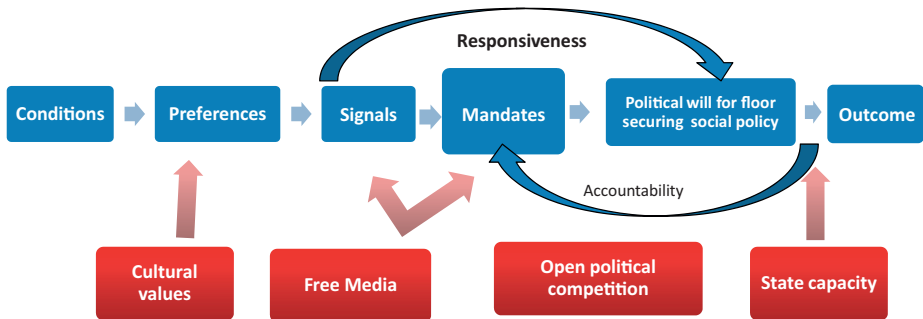 Responsiveness
Conditions
Preferences
Signals
Mandates
Political will for floor
securing social policy
Outcome
Accountability
Cultural
values
Free Media
Open political
competition
State capacity